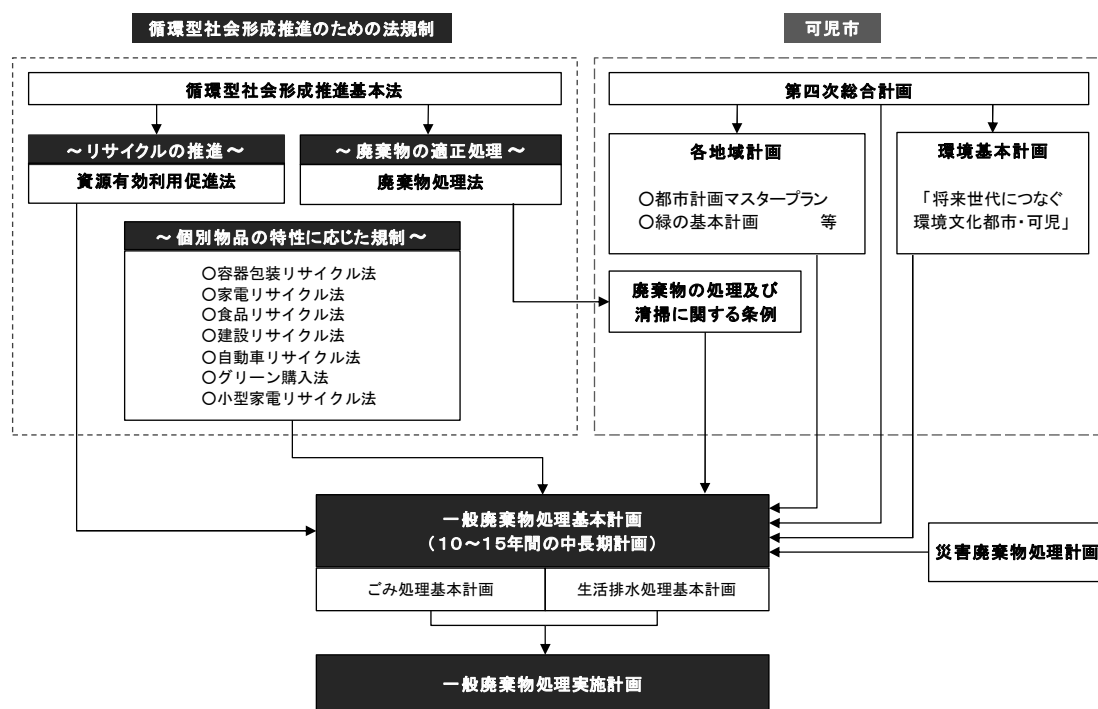 循環型社会形成推進のための法規制
循環型社会形成推進基本法
～リサイクルの推進～
資源有効利用促進法
～廃棄物の適正処理～
廃棄物処理法
～個別物品の特性に応じた規制～
○容器包装リサイクル法
○家電リサイクル法
○食品リサイクル法
○建設リサイクル法
○自動車リサイクル法
○グリーン購入法
○小型家電リサイクル法
可児市
第四次総合計画
各地域計画
○都市計画マスタープラン
○緑の基本計画　　　等
環境基本計画
「将来世代につなぐ
環境文化都市・可児」
廃棄物の処理及び
清掃に関する条例
一般廃棄物処理基本計画
（１０～１５年間の中長期計画）
ごみ処理基本計画
生活排水処理基本計画
災害廃棄物処理計画
一般廃棄物処理実施計画